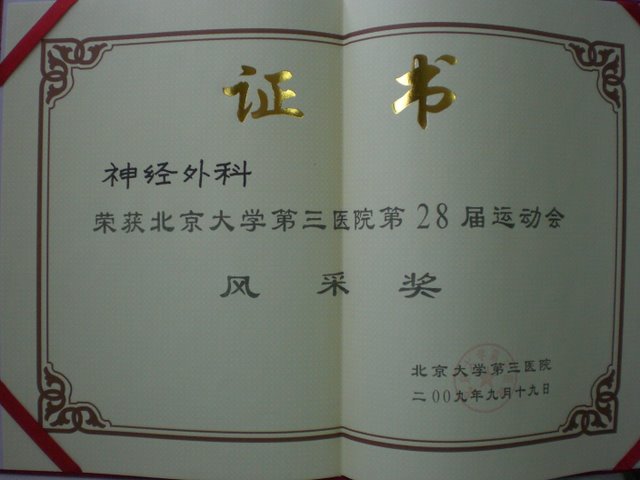 证书
神经外科
荣获北京大学第三医院第28届运动会
风采奖
北京大学第三医院
二00九年九月十九日